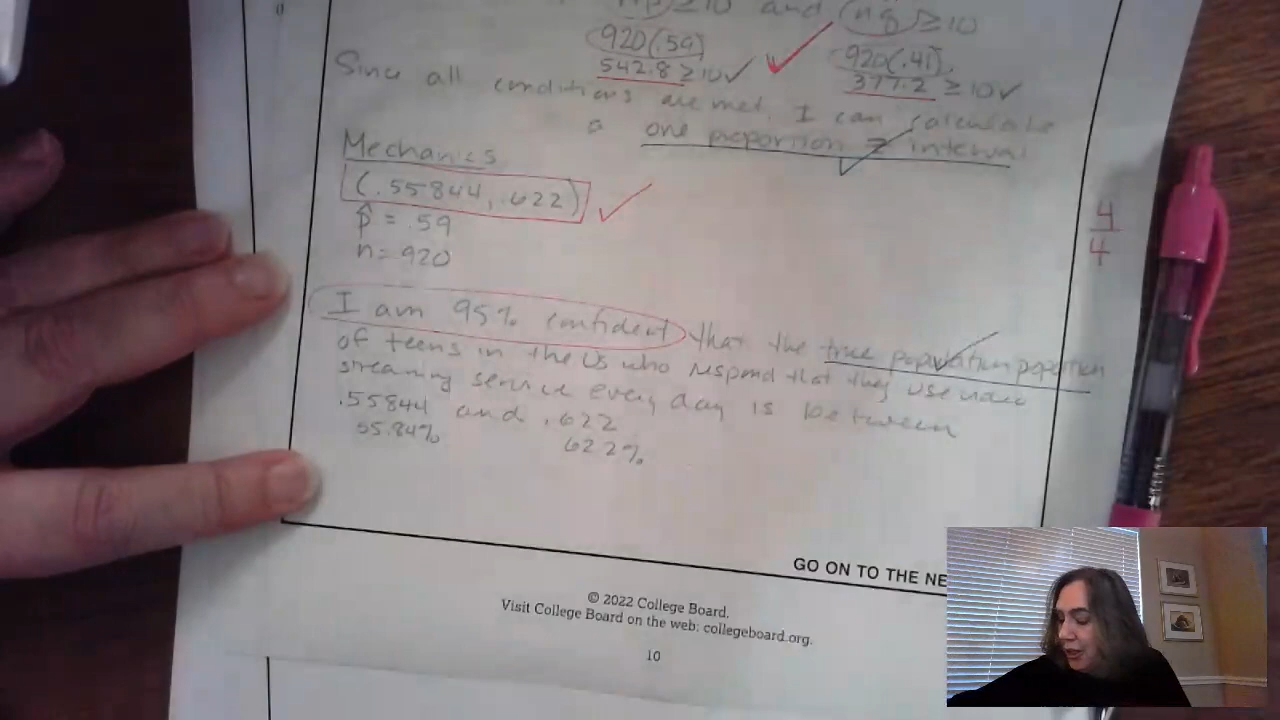 np ≥ 10 and nq ≥ 10
920(.59) 920(.41)
542.8 ≥ 10 ✓ 377.2 ≥ 10 ✓
Since all conditions are met, I can calculate
a one proportion z interval
Mechanics
(.55844, .622)
p̂ = .59
n = 920
4/4
I am 95% confident that the true population poportion
of teens in the US who respond that they use video
streaming service every day is between
.55844 and .622
55.84% 62.2%
GO ON TO THE NE
© 2022 College Board.
Visit College Board on the web: collegeboard.org.
10